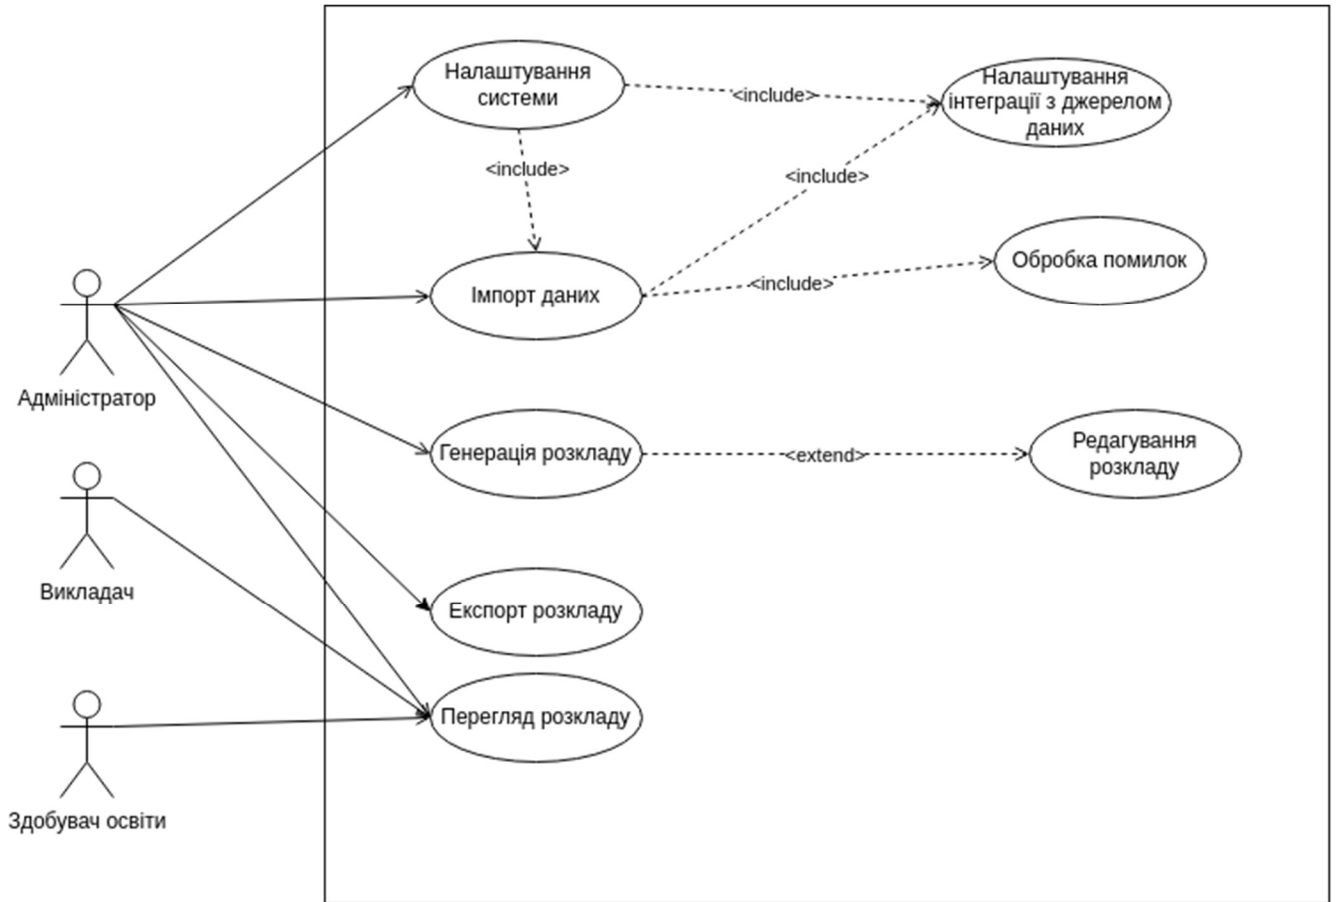 Налаштування
системи
<include>
Налаштування
інтеграції з джерелом
даних
<include>
<include>
Імпорт даних
<include>
Обробка помилок
Адміністратор
Генерація розкладу
<extend>
Редагування
розкладу
Викладач
Експорт розкладу
Перегляд розкладу
Здобувач освіти